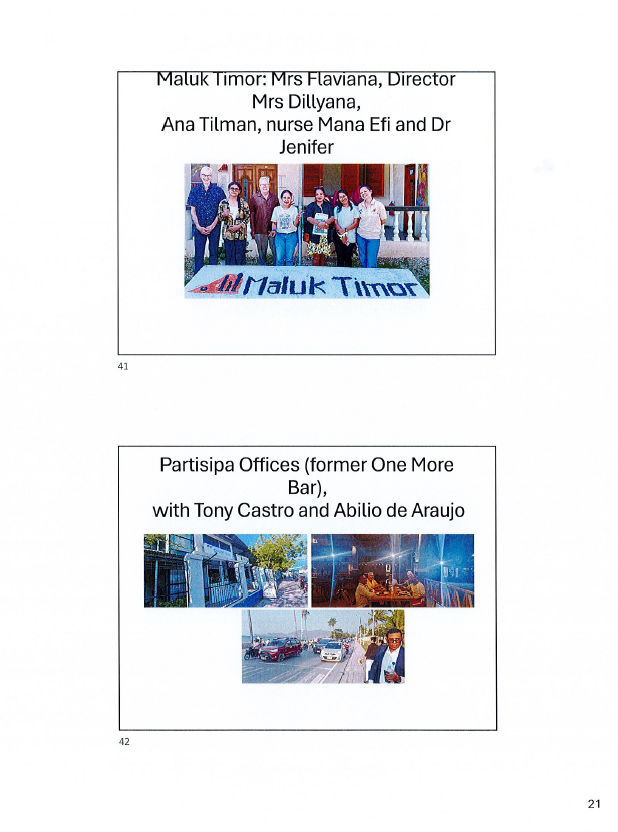 Maluk Timor: Mrs Flaviana, Director
Mrs Dillyana,
Ana Tilman, nurse Mana Efi and Dr
Jenifer
Maluk Timor
41
Partisipa Offices (former One More
Bar),
with Tony Castro and Abilio de Araujo
42
21